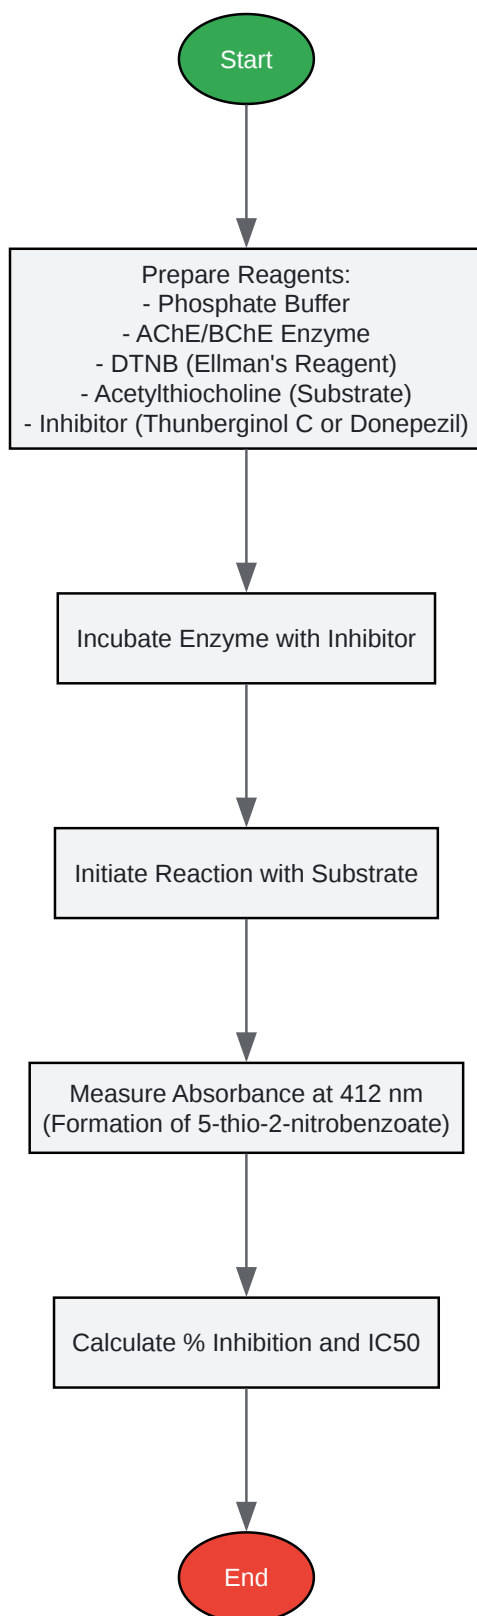 Start
Prepare Reagents:
- Phosphate Buffer
- AChE/BChE Enzyme
- DTNB (Ellman's Reagent)
- Acetylthiocholine (Substrate)
- Inhibitor (Thunberginol C or Donepezil)
Incubate Enzyme with Inhibitor
Initiate Reaction with Substrate
Measure Absorbance at 412 nm
(Formation of 5-thio-2-nitrobenzoate)
Calculate % Inhibition and IC50
End